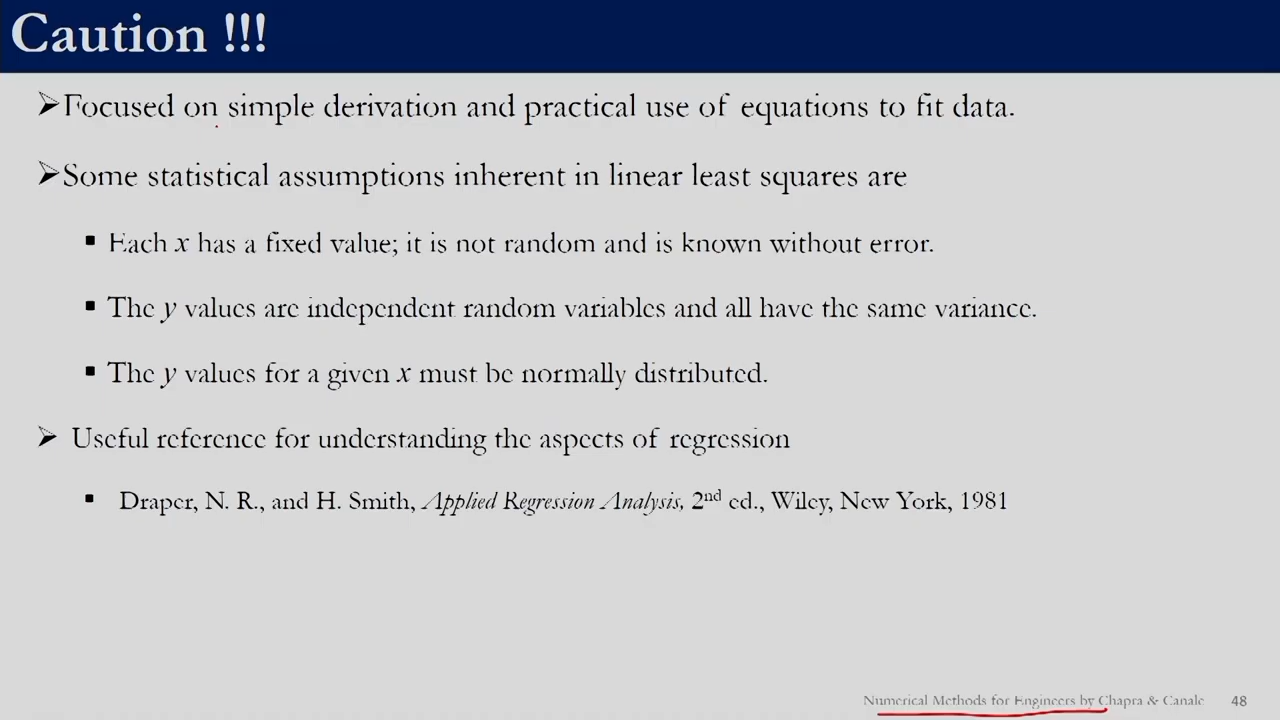 Caution !!!
➢Focused on simple derivation and practical use of equations to fit data.
➢Some statistical assumptions inherent in linear least squares are
▪ Each x has a fixed value; it is not random and is known without error.
▪ The y values are independent random variables and all have the same variance.
▪ The y values for a given x must be normally distributed.
➢ Useful reference for understanding the aspects of regression
▪ Draper, N. R., and H. Smith, Applied Regression Analysis, 2nd ed., Wiley, New York, 1981
Numerical Methods for Engineers by Chapra & Canale 48